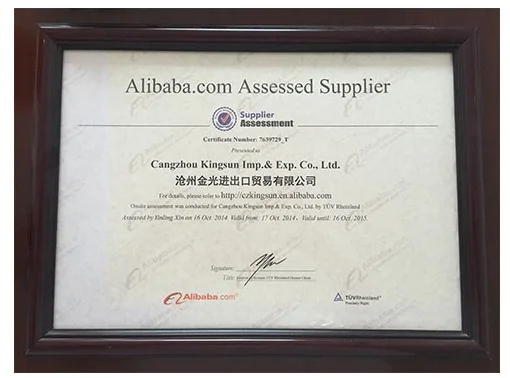 Alibaba.com Assessed Supplier
Supplier
Assessment
Certificate Number: 7639729_T
Presented to
Cangzhou Kingsun Imp.& Exp. Co., Ltd.
沧州金光进出口贸易有限公司
For details, please refer to http://czkingsun.en.alibaba.com
Onsite assessment was conducted for Cangzhou Kingsun Imp.& Exp. Co., Ltd. by TÜV Rheinland
Assessed by Yinling Xin on 16 Oct. 2014 Valid from: 17 Oct. 2014, Valid until: 16 Oct. 2015.
Signature:
Title:
Alibaba.com
TÜVRheinland
Precisely Right.